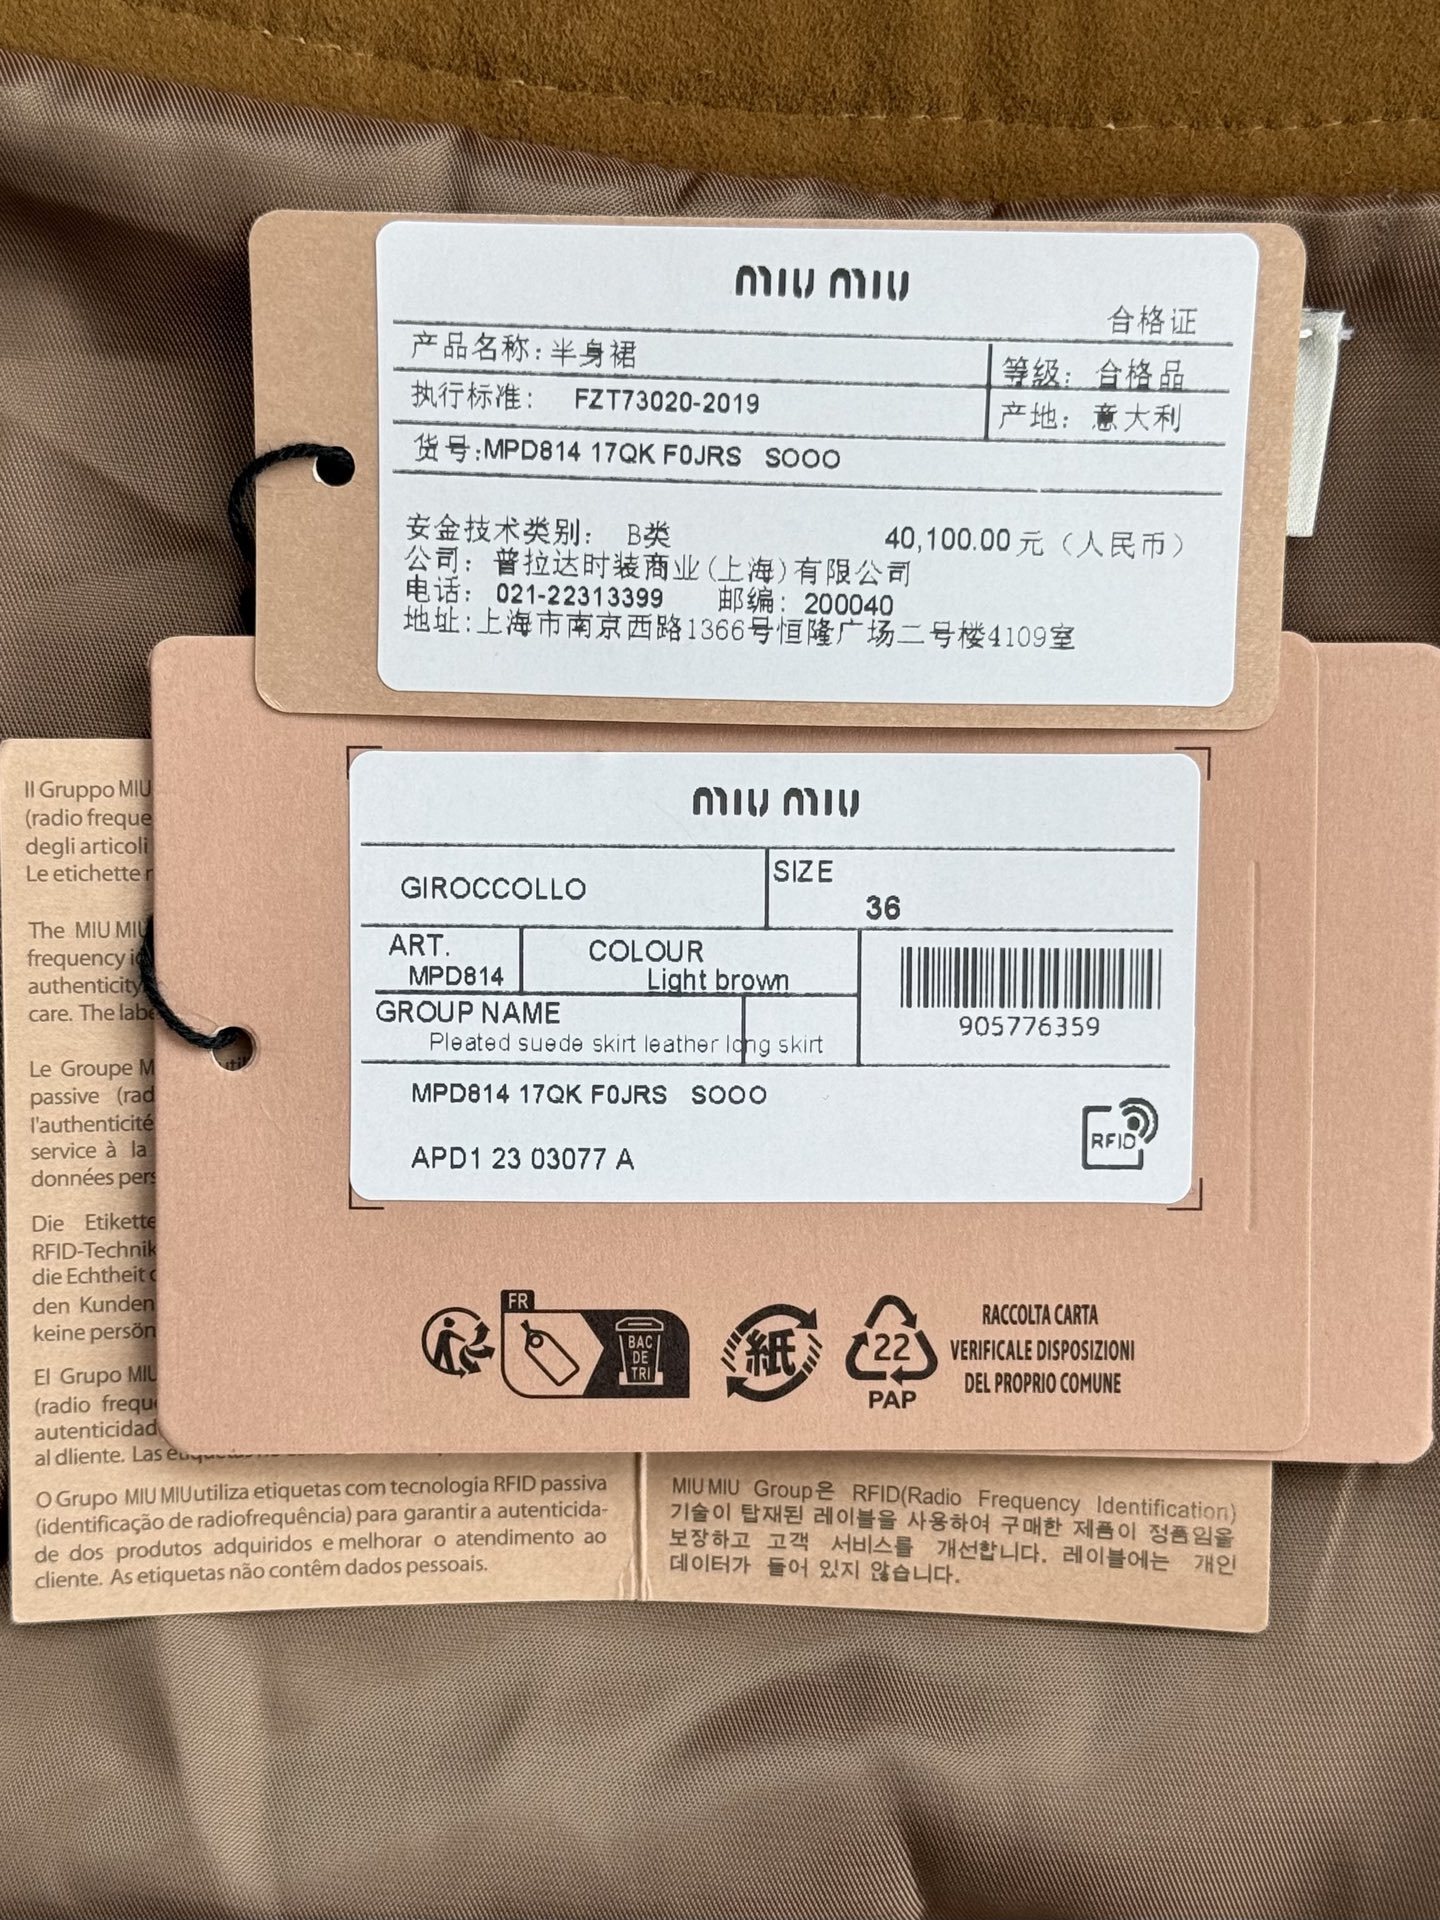 MIU MIU
合格证
产品名称：半身裙
等级： 合格品
执行标准： FZT73020-2019
产地： 意大利
货号:MPD814 17QK F0JRS SOOO
安金技术类别： B类
40,100.00元（人民币）
公司： 普拉达时装商业(上海)有限公司
电话： 021-22313399 邮编: 200040
地址:上海市南京西路1366号恒隆广场二号楼4109室
MIU MIU
GIROCCOLLO
SIZE
36
ART.
MPD814
COLOUR
Light brown
GROUP NAME
Pleated suede skirt leather long skirt
905776359
MPD814 17QK F0JRS SOOO
APD1 23 03077 A
RFID
FR
BAC
DE
TRI
紙
22
PAP
RACCOLTA CARTA
VERIFICALE DISPOSIZIONI
DEL PROPRIO COMUNE
Il Gruppo MIU
(radio freque
degli articoli
Le etichette
The MIU MIU
frequency
authenticity
care. The
Le Groupe M
passive (rad
l'authenticité
service à la
données pers
Die Etikette
RFID-Technik
die Echtheit
den Kunden
keine persön
El Grupo MIU
(radio frequ
autenticidad
al dliente. Las
O Grupo MIU MIUutiliza etiquetas com tecnologia RFID passiva
(identificação de radiofrequência) para garantir a autenticida-
de dos produtos adquiridos e melhorar o atendimento ao
cliente. As etiquetas não contêm dados pessoais.
MIU MIU Group은 RFID(Radio Frequency Identification)
기술이 탑재된 레이블을 사용하여 구매한 제품이 정품임을
보장하고 고객 서비스를 개선합니다. 레이블에는 개인
데이터가 들어 있지 않습니다.